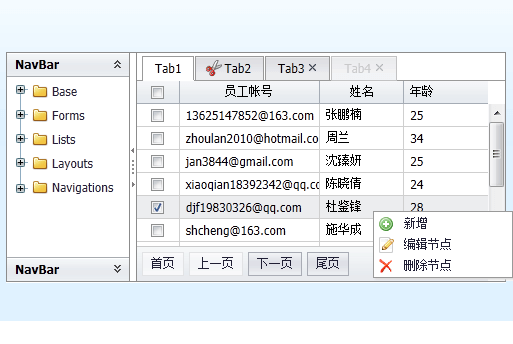 NavBar
Base
Forms
Lists
Layouts
Navigations
NavBar
Tab1 Tab2 Tab3 Tab4
员工帐号 姓名 年龄
13625147852@163.com 张鹏楠 25
zhoulan2010@hotmail.co 周兰 34
jan3844@gmail.com 沈臻妍 25
xiaoqian18392342@qq.c 陈晓倩 24
djf19830326@qq.com 杜鉴锋 28
shcheng@163.com 施华成
首页 上一页 下一页 尾页
新增
编辑节点
删除节点